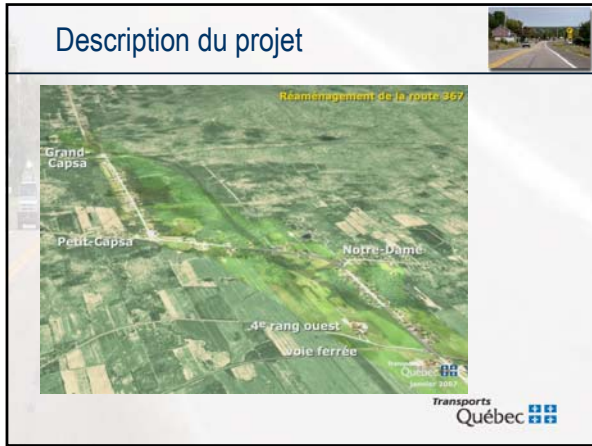 Description du projet
Réaménagement de la route 367
Grand-
Capsa
Petit-Capsa
Notre-Dame
4e rang ouest
voie ferrée
Transports
Québec
janvier 2007
Transports
Québec